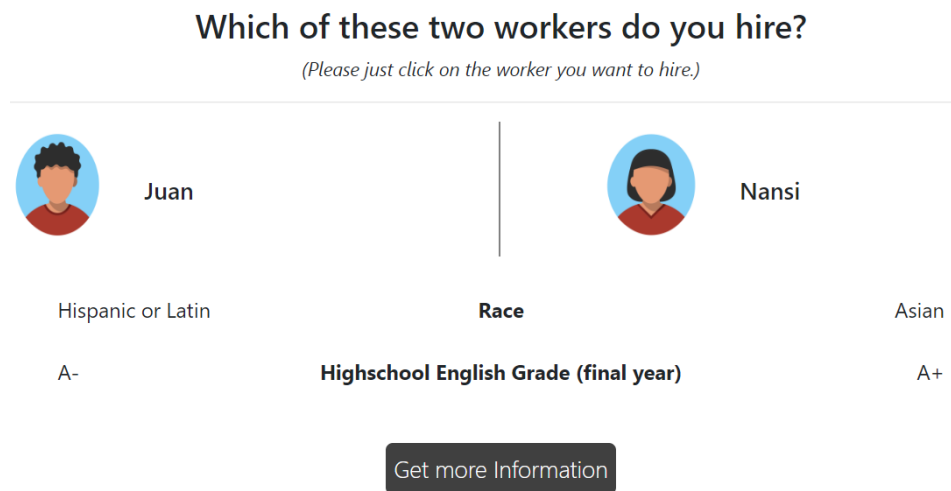 Which of these two workers do you hire?
(Please just click on the worker you want to hire.)
Juan Nansi
Hispanic or Latin Race Asian
A- Highschool English Grade (final year) A+
Get more Information